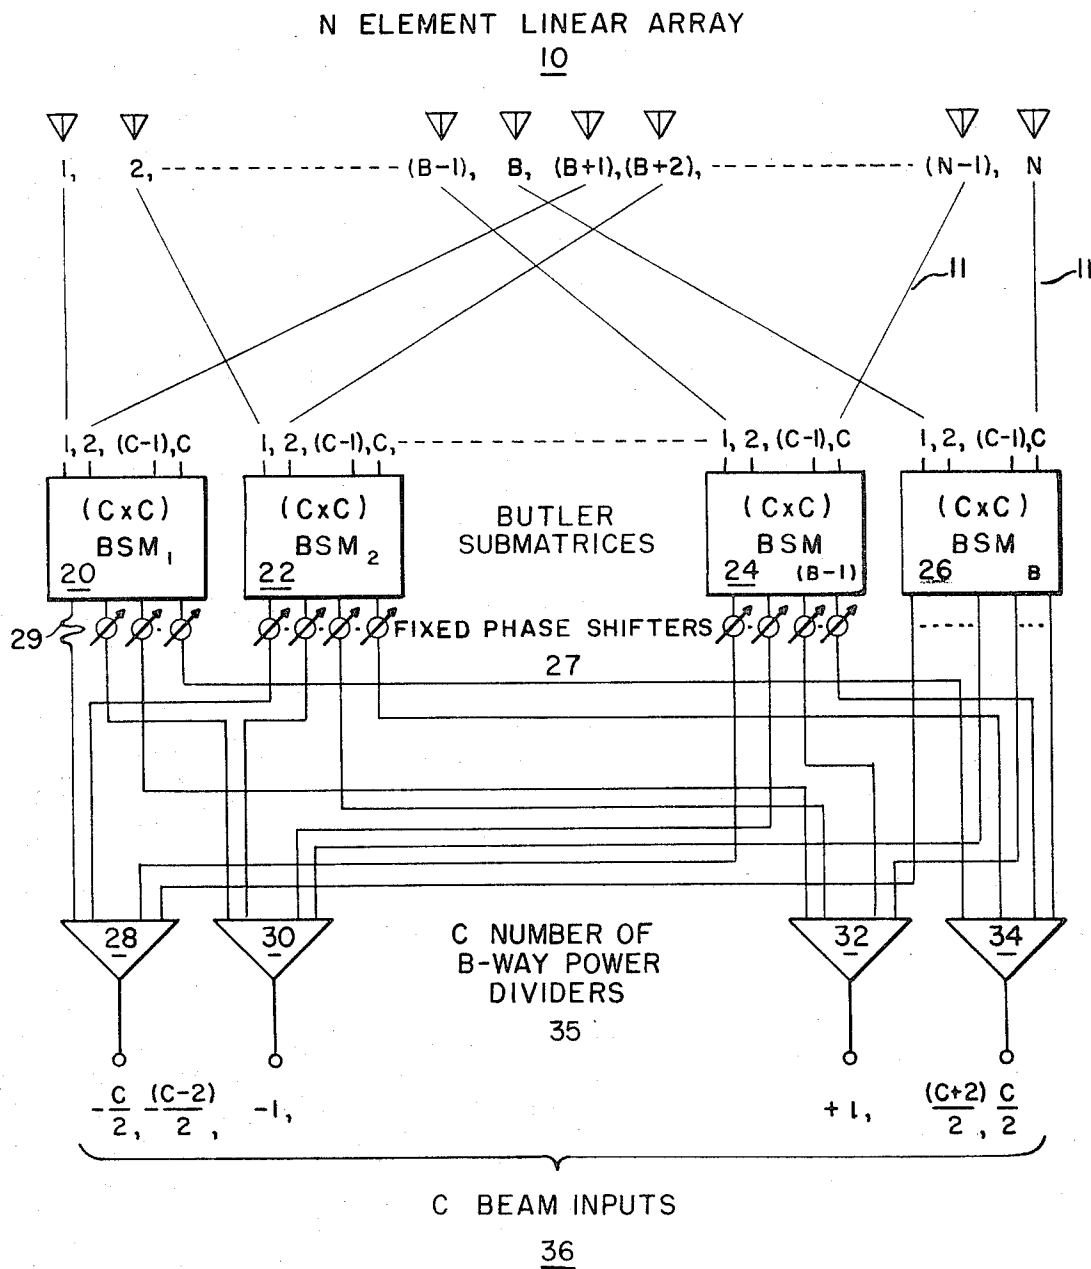 N ELEMENT LINEAR ARRAY
10
1, 2, (B-1), B, (B+1), (B+2), (N-1), N
11 11
1, 2, (C-1), C 1, 2, (C-1), C, 1, 2, (C-1), C 1, 2, (C-1), C
(CxC) (CxC) (CxC) (CxC)
BSM1 BSM2 BSM (B-1) BSM B
BUTLER
SUBMATRICES
20 22 24 26
29 FIXED PHASE SHIFTERS
27
28 30 32 34
C NUMBER OF
B-WAY POWER
DIVIDERS
35
-C/2, -(C-2)/2, -1, +1, (C+2)/2, C/2
C BEAM INPUTS
36